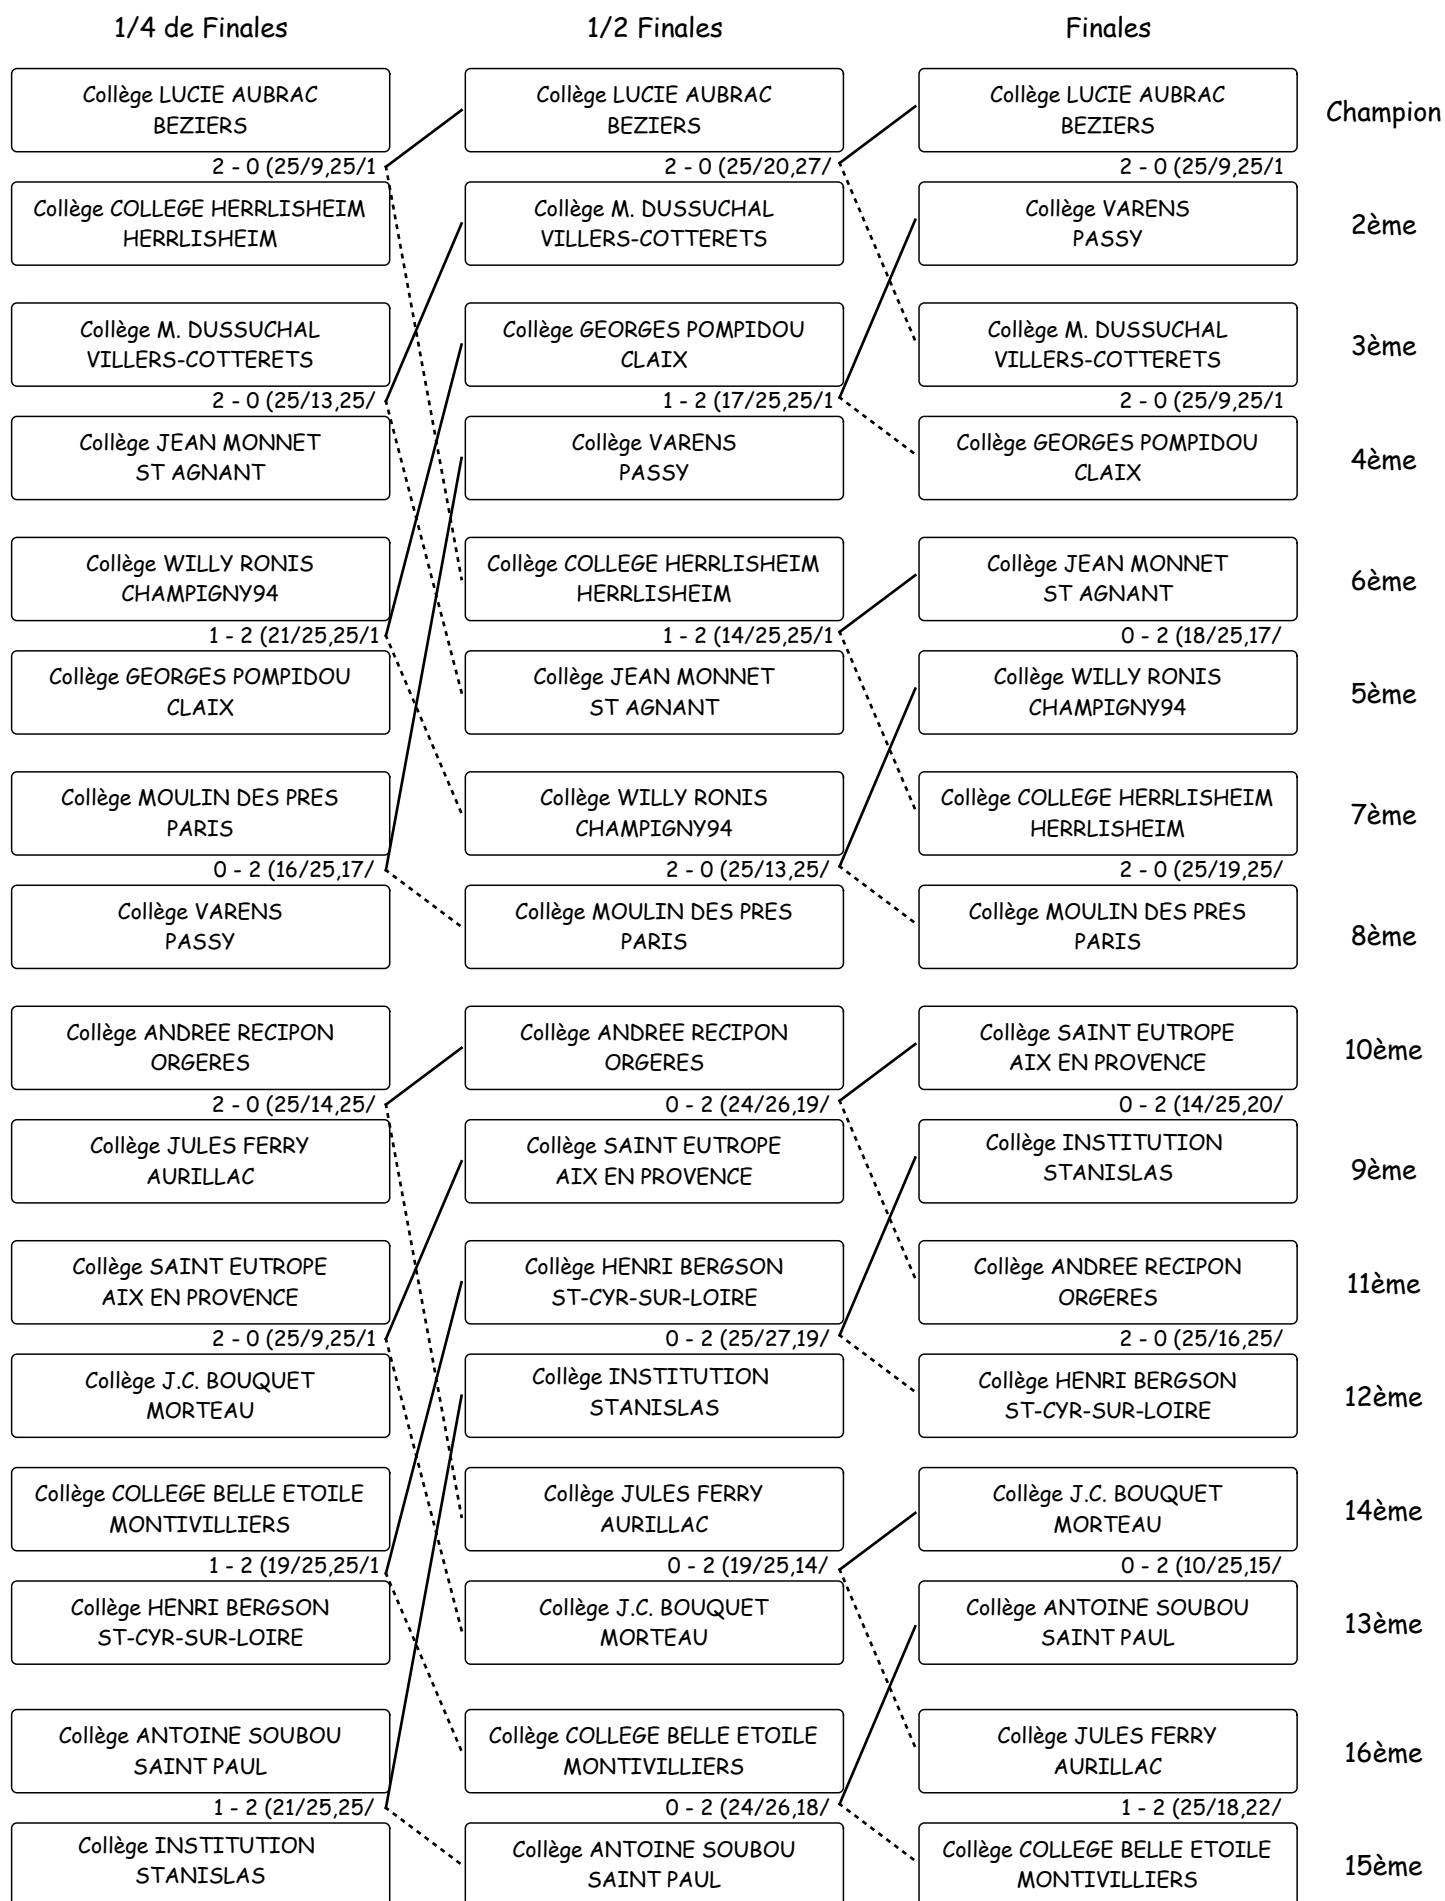 1/4 de Finales
1/2 Finales
Finales
Collège LUCIE AUBRAC
BEZIERS
2 - 0 (25/9,25/1
Collège COLLEGE HERRLISHEIM
HERRLISHEIM
Collège M. DUSSUCHAL
VILLERS-COTTERETS
2 - 0 (25/13,25/
Collège JEAN MONNET
ST AGNANT
Collège WILLY RONIS
CHAMPIGNY94
1 - 2 (21/25,25/1
Collège GEORGES POMPIDOU
CLAIX
Collège MOULIN DES PRES
PARIS
0 - 2 (16/25,17/
Collège VARENS
PASSY
Collège ANDREE RECIPON
ORGERES
2 - 0 (25/14,25/
Collège JULES FERRY
AURILLAC
Collège SAINT EUTROPE
AIX EN PROVENCE
2 - 0 (25/9,25/1
Collège J.C. BOUQUET
MORTEAU
Collège COLLEGE BELLE ETOILE
MONTIVILLIERS
1 - 2 (19/25,25/1
Collège HENRI BERGSON
ST-CYR-SUR-LOIRE
Collège ANTOINE SOUBOU
SAINT PAUL
1 - 2 (21/25,25/
Collège INSTITUTION
STANISLAS
Collège LUCIE AUBRAC
BEZIERS
2 - 0 (25/20,27/
Collège M. DUSSUCHAL
VILLERS-COTTERETS
Collège GEORGES POMPIDOU
CLAIX
1 - 2 (17/25,25/1
Collège VARENS
PASSY
Collège COLLEGE HERRLISHEIM
HERRLISHEIM
1 - 2 (14/25,25/1
Collège JEAN MONNET
ST AGNANT
Collège WILLY RONIS
CHAMPIGNY94
2 - 0 (25/13,25/
Collège MOULIN DES PRES
PARIS
Collège ANDREE RECIPON
ORGERES
0 - 2 (24/26,19/
Collège SAINT EUTROPE
AIX EN PROVENCE
Collège HENRI BERGSON
ST-CYR-SUR-LOIRE
0 - 2 (25/27,19/
Collège INSTITUTION
STANISLAS
Collège JULES FERRY
AURILLAC
0 - 2 (19/25,14/
Collège J.C. BOUQUET
MORTEAU
Collège COLLEGE BELLE ETOILE
MONTIVILLIERS
0 - 2 (24/26,18/
Collège ANTOINE SOUBOU
SAINT PAUL
Collège LUCIE AUBRAC
BEZIERS
Champion
2 - 0 (25/9,25/1
Collège VARENS
PASSY
2ème
Collège M. DUSSUCHAL
VILLERS-COTTERETS
3ème
2 - 0 (25/9,25/1
Collège GEORGES POMPIDOU
CLAIX
4ème
Collège JEAN MONNET
ST AGNANT
6ème
0 - 2 (18/25,17/
Collège WILLY RONIS
CHAMPIGNY94
5ème
Collège COLLEGE HERRLISHEIM
HERRLISHEIM
7ème
2 - 0 (25/19,25/
Collège MOULIN DES PRES
PARIS
8ème
Collège SAINT EUTROPE
AIX EN PROVENCE
10ème
0 - 2 (14/25,20/
Collège INSTITUTION
STANISLAS
9ème
Collège ANDREE RECIPON
ORGERES
11ème
2 - 0 (25/16,25/
Collège HENRI BERGSON
ST-CYR-SUR-LOIRE
12ème
Collège J.C. BOUQUET
MORTEAU
14ème
0 - 2 (10/25,15/
Collège ANTOINE SOUBOU
SAINT PAUL
13ème
Collège JULES FERRY
AURILLAC
16ème
1 - 2 (25/18,22/
Collège COLLEGE BELLE ETOILE
MONTIVILLIERS
15ème